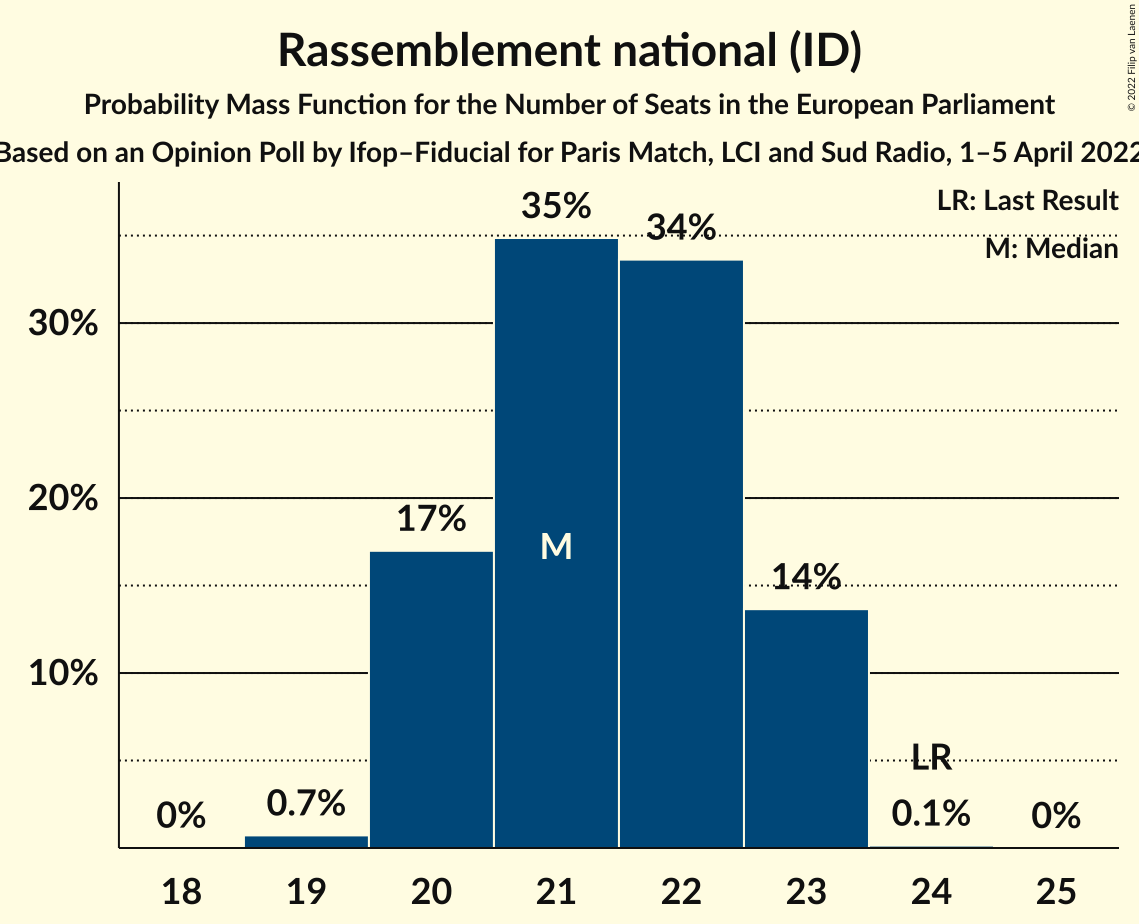 Rassemblement national (ID)
Probability Mass Function for the Number of Seats in the European Parliament
Based on an Opinion Poll by Ifop–Fiducial for Paris Match, LCI and Sud Radio, 1–5 April 2022
© 2022 Filip van Laenen
LR: Last Result
M: Median
35%
34%
30%
20%
17%
M
14%
10%
LR
0%
0.7%
0.1%
0%
18 19 20 21 22 23 24 25